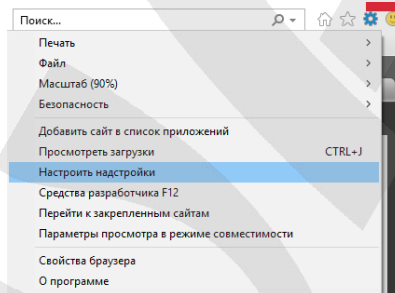 Поиск...
Печать
Файл
Масштаб (90%)
Безопасность
Добавить сайт в список приложений
Просмотреть загрузки CTRL+J
Настроить надстройки
Средства разработчика F12
Перейти к закрепленным сайтам
Параметры просмотра в режиме совместимости
Свойства браузера
О программе